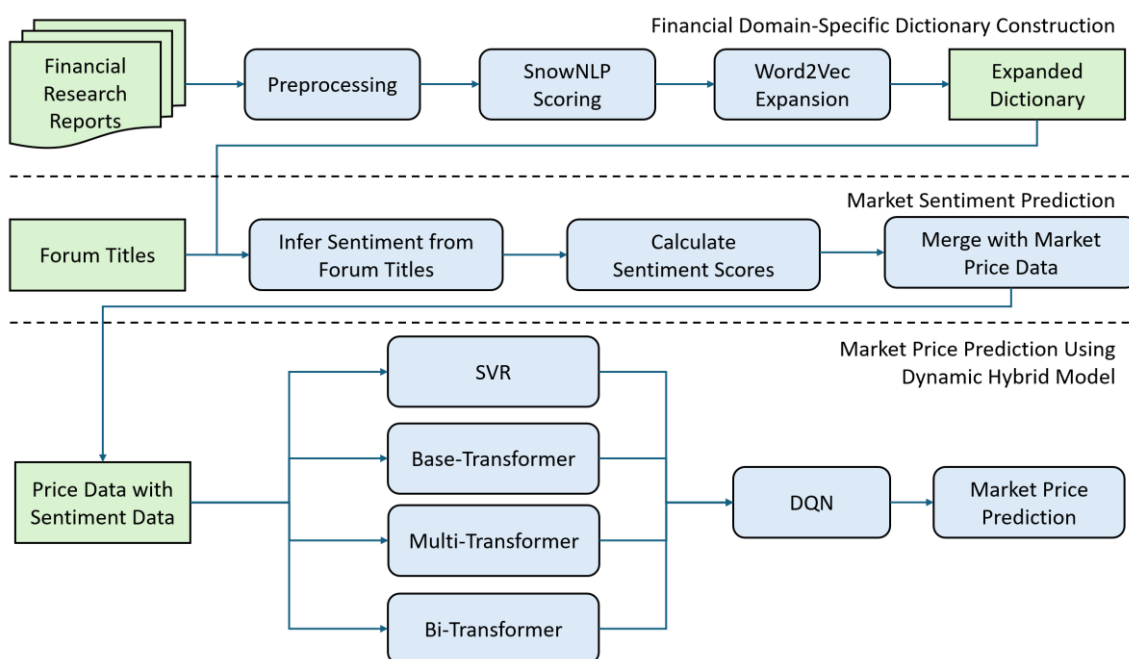 Financial Domain-Specific Dictionary Construction
Financial
Research
Reports
Preprocessing
SnowNLP
Scoring
Word2Vec
Expansion
Expanded
Dictionary
Market Sentiment Prediction
Forum Titles
Infer Sentiment from
Forum Titles
Calculate
Sentiment Scores
Merge with Market
Price Data
Market Price Prediction Using
Dynamic Hybrid Model
Price Data with
Sentiment Data
SVR
Base-Transformer
Multi-Transformer
Bi-Transformer
DQN
Market Price
Prediction